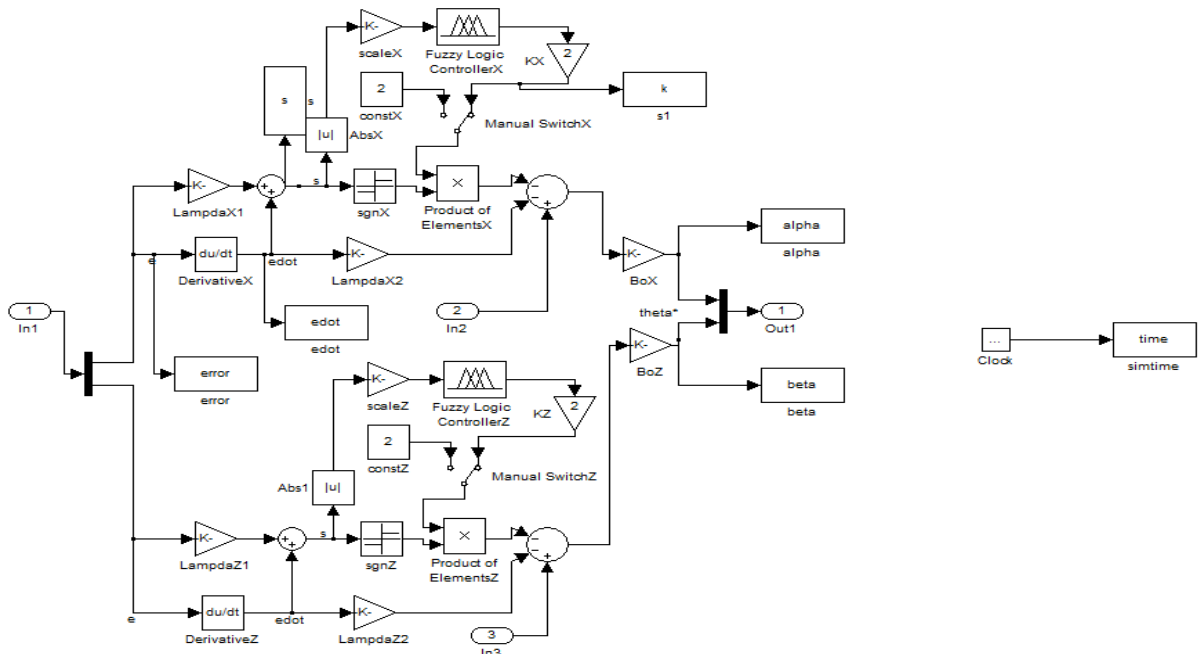 K-
scaleX
Fuzzy Logic
ControllerX
KX
2
s
s
2
constX
k
s1
|u|
AbsX
Manual SwitchX
K-
LampdaX1
+
+
s
sgnX
×
Product of
ElementsX
−
−
+
alpha
alpha
e
du/dt
DerivativeX
edot
K-
LampdaX2
K-
BoX
1
In1
edot
edot
2
In2
theta*
1
Out1
...
Clock
time
simtime
error
error
K-
BoZ
K-
scaleZ
Fuzzy Logic
ControllerZ
KZ
2
beta
beta
2
constZ
Abs1
|u|
Manual SwitchZ
K-
LampdaZ1
+
+
s
sgnZ
×
Product of
ElementsZ
−
−
+
e
du/dt
DerivativeZ
edot
K-
LampdaZ2
3
In3